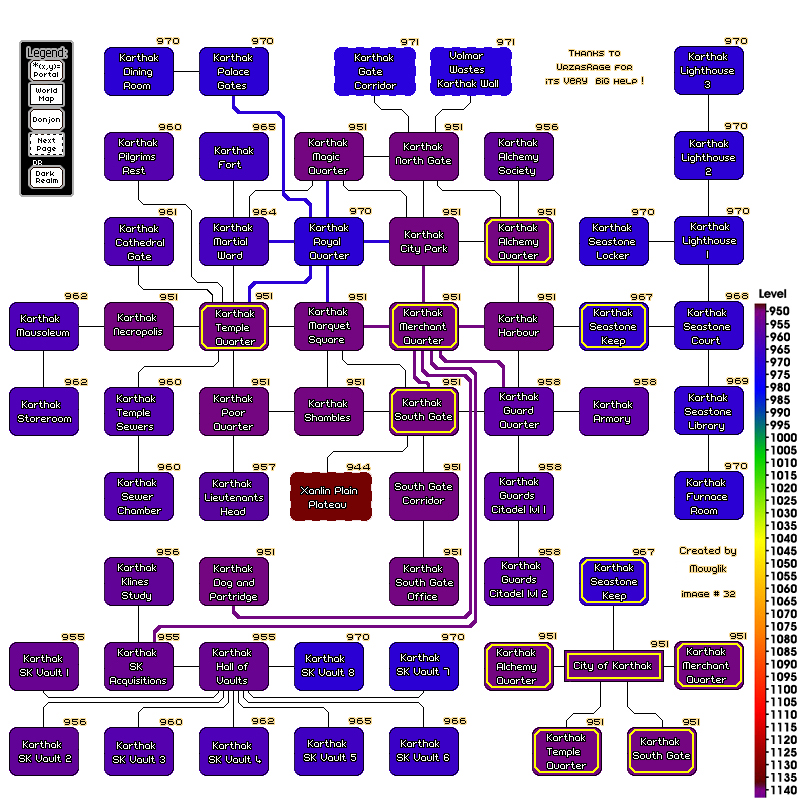 Legend:
*(x,y)=
Portal
World
Map
Donjon
Next
Page
DR
Dark
Realm
970
Karthak
Dining
Room
970
Karthak
Palace
Gates
971
Karthak
Gate
Corridor
971
Volmar
Wastes
Karthak Wall
Thanks to
UrzasRage for
its very big help !
970
Karthak
Lighthouse
3
960
Karthak
Pilgrims
Rest
965
Karthak
Fort
951
Karthak
Magic
Quarter
951
Karthak
North Gate
956
Karthak
Alchemy
Society
970
Karthak
Lighthouse
2
961
Karthak
Cathedral
Gate
964
Karthak
Martial
Ward
970
Karthak
Royal
Quarter
951
Karthak
City Park
951
Karthak
Alchemy
Quarter
970
Karthak
Seastone
Locker
970
Karthak
Lighthouse
1
962
Karthak
Mausoleum
951
Karthak
Necropolis
951
Karthak
Temple
Quarter
951
Karthak
Marquet
Square
951
Karthak
Merchant
Quarter
951
Karthak
Harbour
967
Karthak
Seastone
Keep
968
Karthak
Seastone
Court
962
Karthak
Storeroom
960
Karthak
Temple
Sewers
951
Karthak
Poor
Quarter
951
Karthak
Shambles
951
Karthak
South Gate
958
Karthak
Guard
Quarter
958
Karthak
Armory
969
Karthak
Seastone
Library
960
Karthak
Sewer
Chamber
957
Karthak
Lieutenants
Head
944
Xanlin Plain
Plateau
951
South Gate
Corridor
958
Karthak
Guards
Citadel lvl 1
970
Karthak
Furnace
Room
956
Karthak
Klines
Study
951
Karthak
Dog and
Partridge
951
Karthak
South Gate
Office
958
Karthak
Guards
Citadel lvl 2
967
Karthak
Seastone
Keep
Created by
Mowglik
image # 32
955
Karthak
SK Vault 1
955
Karthak
SK
Acquisitions
955
Karthak
Hall of
Vaults
970
Karthak
SK Vault 8
970
Karthak
SK Vault 7
951
Karthak
Alchemy
Quarter
951
City of Karthak
951
Karthak
Merchant
Quarter
956
Karthak
SK Vault 2
960
Karthak
SK Vault 3
962
Karthak
SK Vault 4
965
Karthak
SK Vault 5
966
Karthak
SK Vault 6
951
Karthak
Temple
Quarter
951
Karthak
South Gate
Level
950
955
960
965
970
975
980
985
990
995
1000
1005
1010
1015
1020
1025
1030
1035
1040
1045
1050
1055
1060
1065
1070
1075
1080
1085
1090
1095
1100
1105
1110
1115
1120
1125
1130
1135
1140